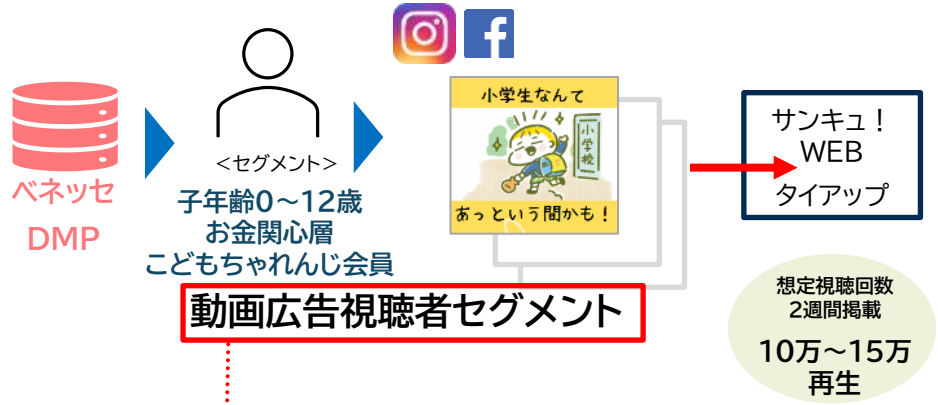 ベネッセ
DMP
<セグメント>
子年齢0~12歳
お金関心層
こどもちゃれんじ会員
動画広告視聴者セグメント
f
小学生なんて
小学校
あっという間かも!
サンキュ!
WEB
タイアップ
想定視聴回数
2週間掲載
10万~15万
再生